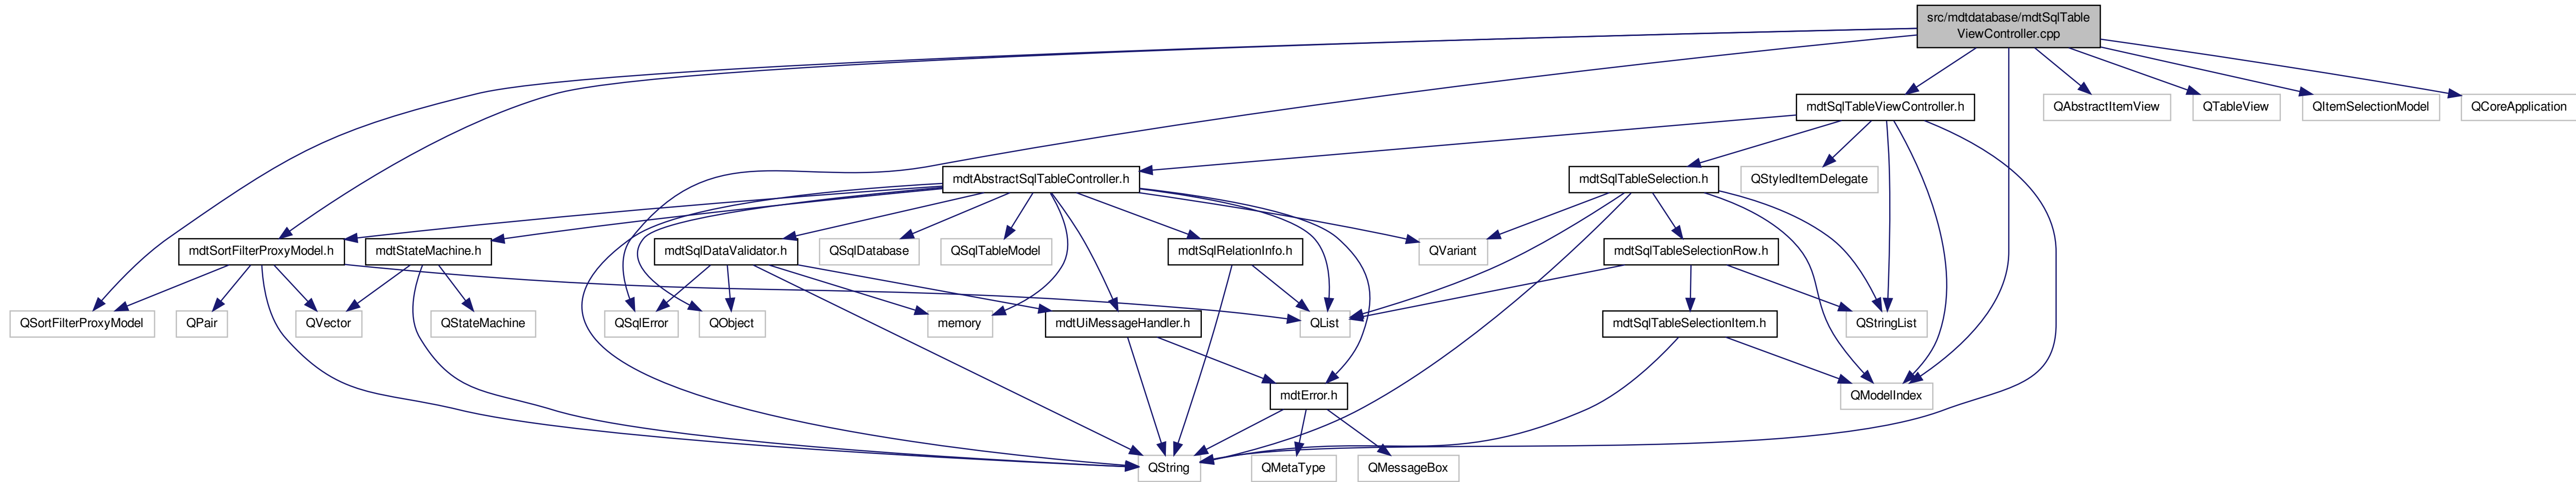 src/mdtdatabase/mdtSqlTable
ViewController.cpp
mdtSqlTableViewController.h
QAbstractItemView
QTableView
QItemSelectionModel
QCoreApplication
mdtAbstractSqlTableController.h
mdtSqlTableSelection.h
QStyledItemDelegate
mdtSortFilterProxyModel.h
mdtStateMachine.h
mdtSqlDataValidator.h
QSqlDatabase
QSqlTableModel
mdtSqlRelationInfo.h
QVariant
mdtSqlTableSelectionRow.h
QSortFilterProxyModel
QPair
QVector
QStateMachine
QSqlError
QObject
memory
mdtUiMessageHandler.h
QList
mdtSqlTableSelectionItem.h
QStringList
mdtError.h
QModelIndex
QString
QMetaType
QMessageBox